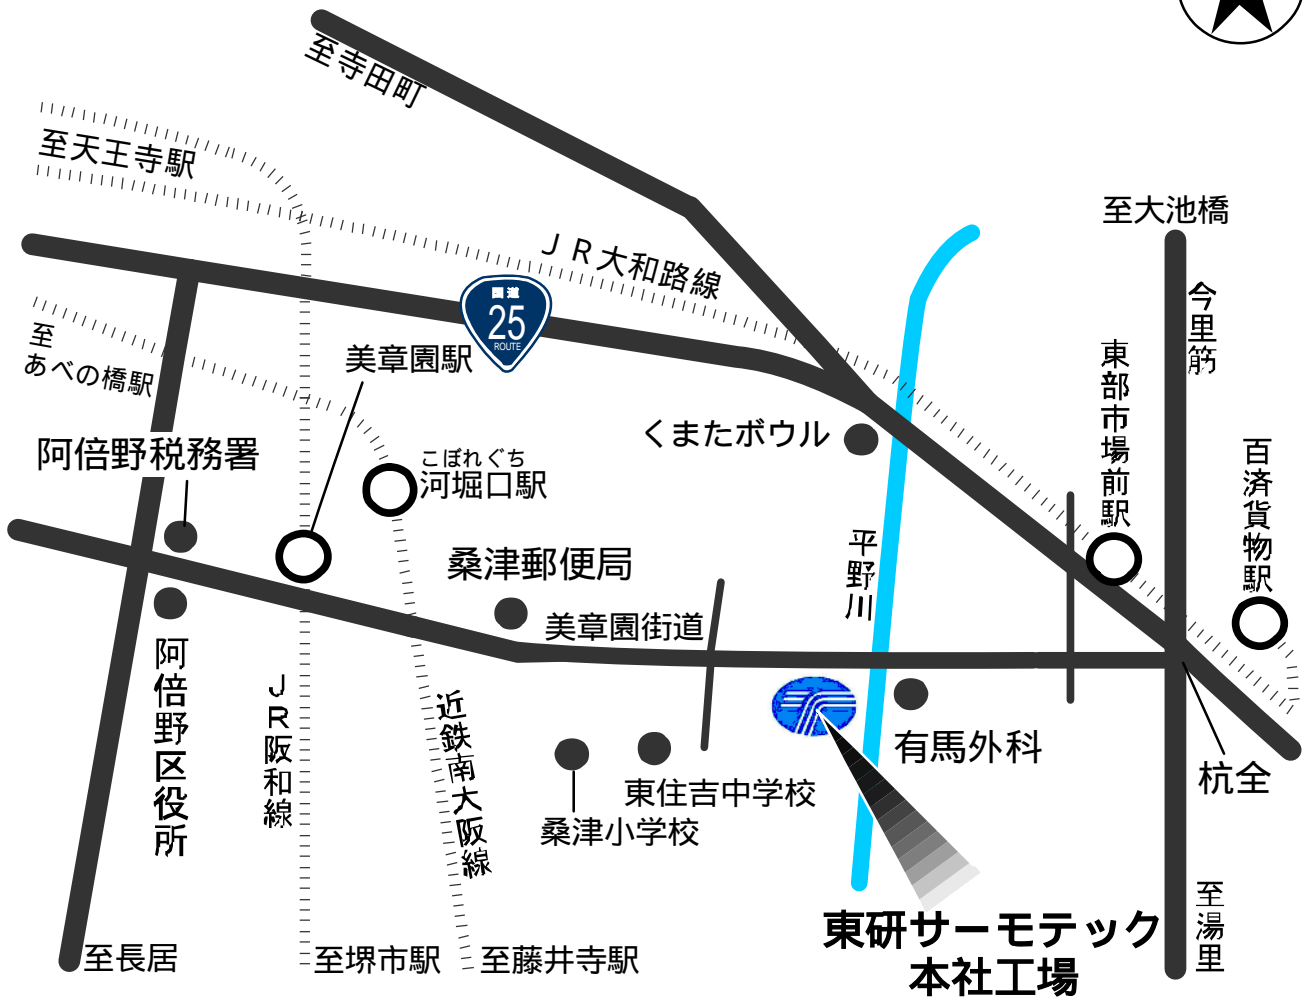 至寺田町
至天王寺駅
至大池橋
ＪＲ大和路線
国道
25
ROUTE
今里筋
至
あべの橋駅
美章園駅
東部市場前駅
くまたボウル
阿倍野税務署
こぼれぐち
河堀口駅
百済貨物駅
平野川
桑津郵便局
美章園街道
阿倍野区役所
ＪＲ阪和線
近鉄南大阪線
有馬外科
杭全
東住吉中学校
桑津小学校
至湯里
東研サーモテック
本社工場
至長居
至堺市駅
至藤井寺駅